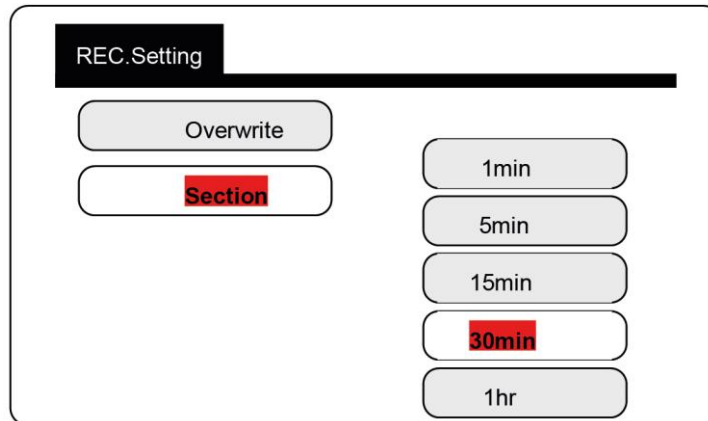 REC.Setting
Overwrite
Section
1min
5min
15min
30min
1hr